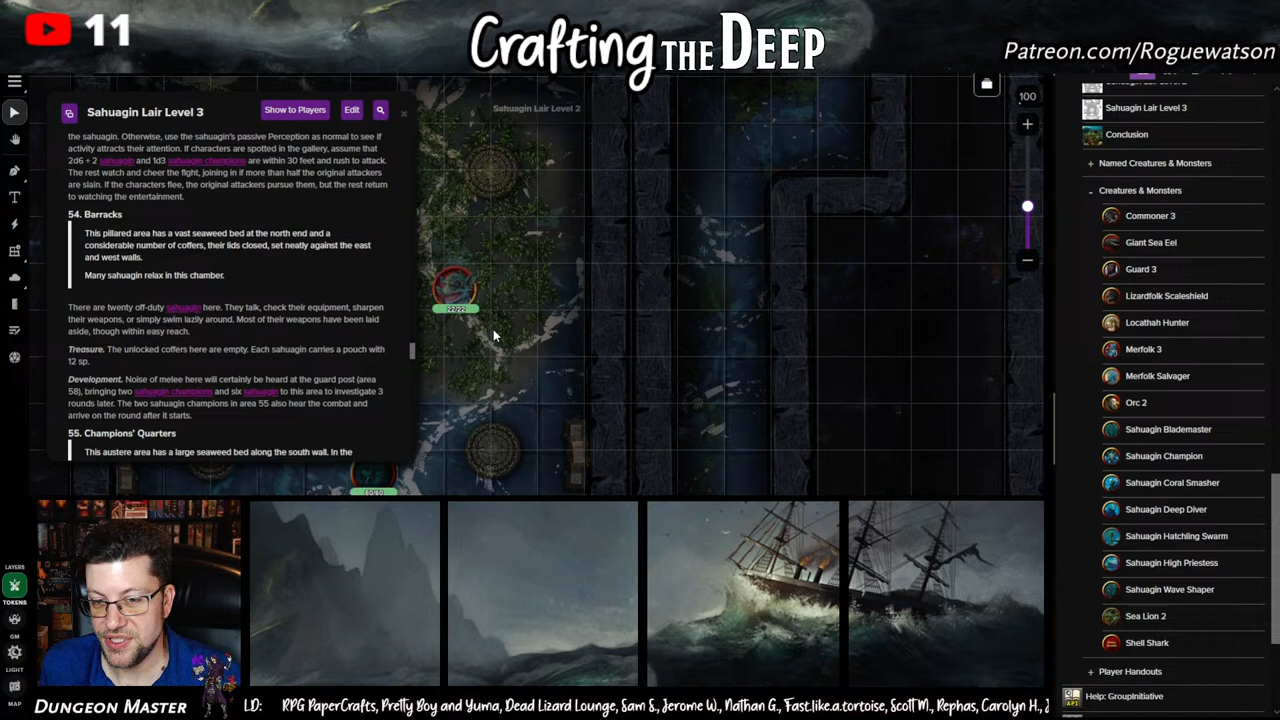 11
Crafting THE DEEP
Patreon.com/Roguewatson
Sahuagin Lair Level 3
Show to Players
Edit
the sahuagin. Otherwise, use the sahuagin's passive Perception as normal to see if
activity attracts their attention. If characters are spotted in the gallery, assume that
2d6 + 2 sahuagin and 1d3 sahuagin champions are within 30 feet and rush to attack.
The rest watch and cheer the fight, joining in if more than half the original attackers
are slain. If the characters flee, the original attackers pursue them, but the rest return
to watching the entertainment.
54. Barracks
This pillared area has a vast seaweed bed at the north end and a
considerable number of coffers, their lids closed, set neatly against the east
and west walls.
Many sahuagin relax in this chamber.
There are twenty off-duty sahuagin here. They talk, check their equipment, sharpen
their weapons, or simply swim lazily around. Most of their weapons have been laid
aside, though within easy reach.
Treasure. The unlocked coffers here are empty. Each sahuagin carries a pouch with
12 sp.
Development. Noise of melee here will certainly be heard at the guard post (area
58), bringing two sahuagin champions and six sahuagin to this area to investigate 3
rounds later. The two sahuagin champions in area 55 also hear the combat and
arrive on the round after it starts.
55. Champions' Quarters
This austere area has a large seaweed bed along the south wall. In the
Sahuagin Lair Level 2
22/22
100
Sahuagin Lair Level 3
Conclusion
+ Named Creatures & Monsters
- Creatures & Monsters
Commoner 3
Giant Sea Eel
Guard 3
Lizardfolk Scaleshield
Locathah Hunter
Merfolk 3
Merfolk Salvager
Orc 2
Sahuagin Blademaster
Sahuagin Champion
Sahuagin Coral Smasher
Sahuagin Deep Diver
Sahuagin Hatchling Swarm
Sahuagin High Priestess
Sahuagin Wave Shaper
Sea Lion 2
Shell Shark
+ Player Handouts
API
Help: GroupInitiative
LAYERS
TOKENS
GM
LIGHT
MAP
DUNGEON MASTER
LD: RPG PaperCrafts, Pretty Boy and Yuma, Dead Lizard Lounge, Sam S., Jerome W., Nathan G., Fast.like.a.tortoise, Scott M., Rephas, Carolyn H.,